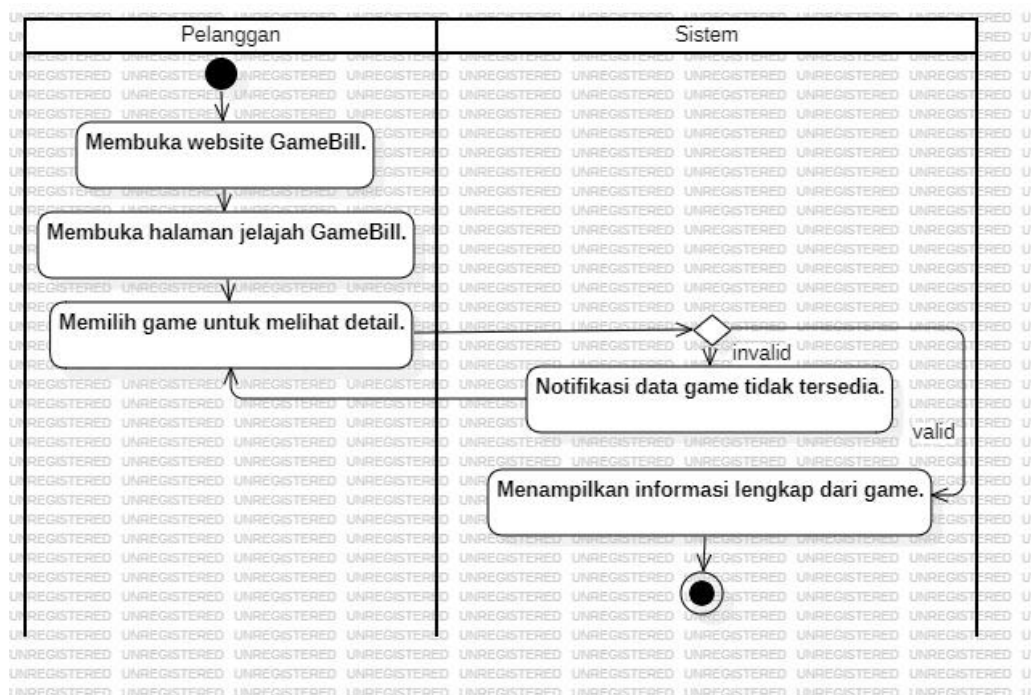 Pelanggan
Sistem
Membuka website GameBill.
Membuka halaman jelajah GameBill.
Memilih game untuk melihat detail.
invalid
Notifikasi data game tidak tersedia.
valid
Menampilkan informasi lengkap dari game.
UNREGISTERED